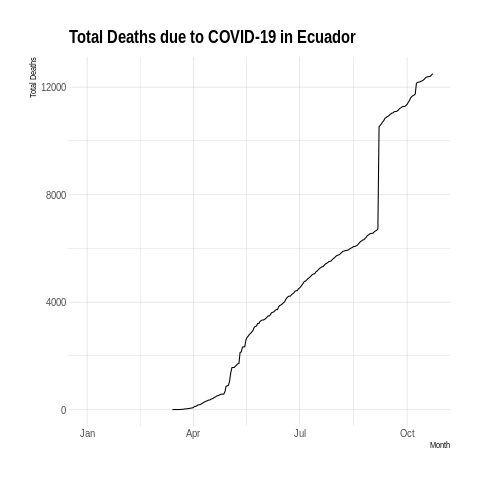 Total Deaths due to COVID-19 in Ecuador
Total Deaths
12000
8000
4000
0
Jan Apr Jul Oct
Month